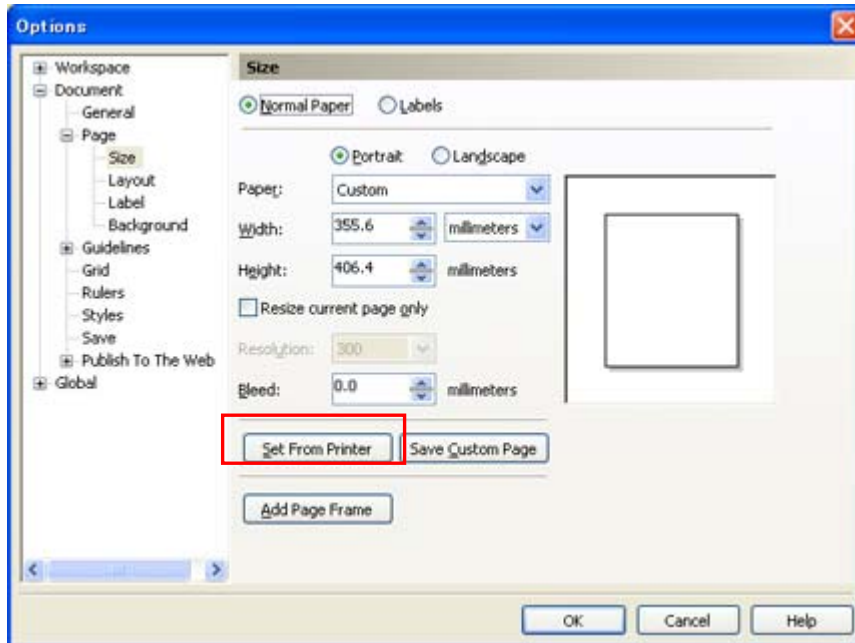 Options
Workspace
Document
General
Page
Size
Layout
Label
Background
Guidelines
Grid
Rulers
Styles
Save
Publish To The Web
Global
Size
Normal Paper Labels
Portrait Landscape
Paper: Custom
Width: 355.6 millimeters
Height: 406.4 millimeters
Resize current page only
Resolution: 300
Bleed: 0.0 millimeters
Set From Printer Save Custom Page
Add Page Frame
OK Cancel Help